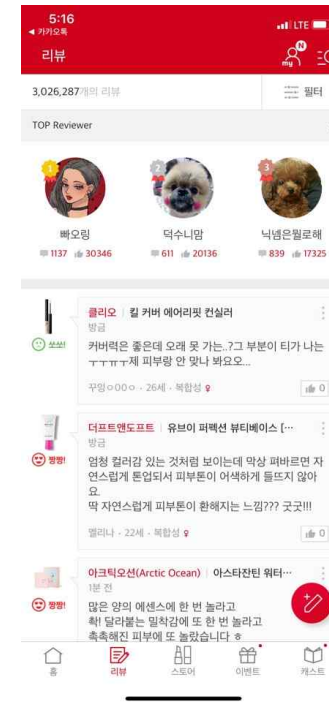 5:16
LTE
◀ 카카오톡
리뷰
N
my
3,026,287개의 리뷰
필터
TOP Reviewer
1
2
3
빠오링
덕수니맘
닉넴은뭘로해
1137 30346
611 20136
839 17325
클리오 | 킬 커버 에어리핏 컨실러
방금
쓰쓰!
커버력은 좋은데 오래 못 가는..?그 부분이 티가 나는
ㅜㅜㅠㅜ제 피부랑 안 맞나 봐요오...
26세 · 복합성
0
더프트앤도프트 | 유브이 퍼펙션 뷰티베이스 […
방금
짱짱!
엄청 컬러감 있는 것처럼 보이는데 막상 펴바르면 자
연스럽게 톤업되서 피부톤이 어색하게 뜨지 않아
요.
딱 자연스럽게 피부톤이 환해지는 느낌??? 굿굿!!!
멜리나 · 22세 · 복합성
0
아크틱오션(Arctic Ocean) | 아스타잔틴 워터…
1분 전
짱짱!
많은 양의 에센스에 한 번 놀라고
촥! 달라붙는 밀착감에 또 한 번 놀라고
촉촉해진 피부에 또 놀랐습니다 ㅎ
홈
리뷰
스토어
이벤트
캐스트